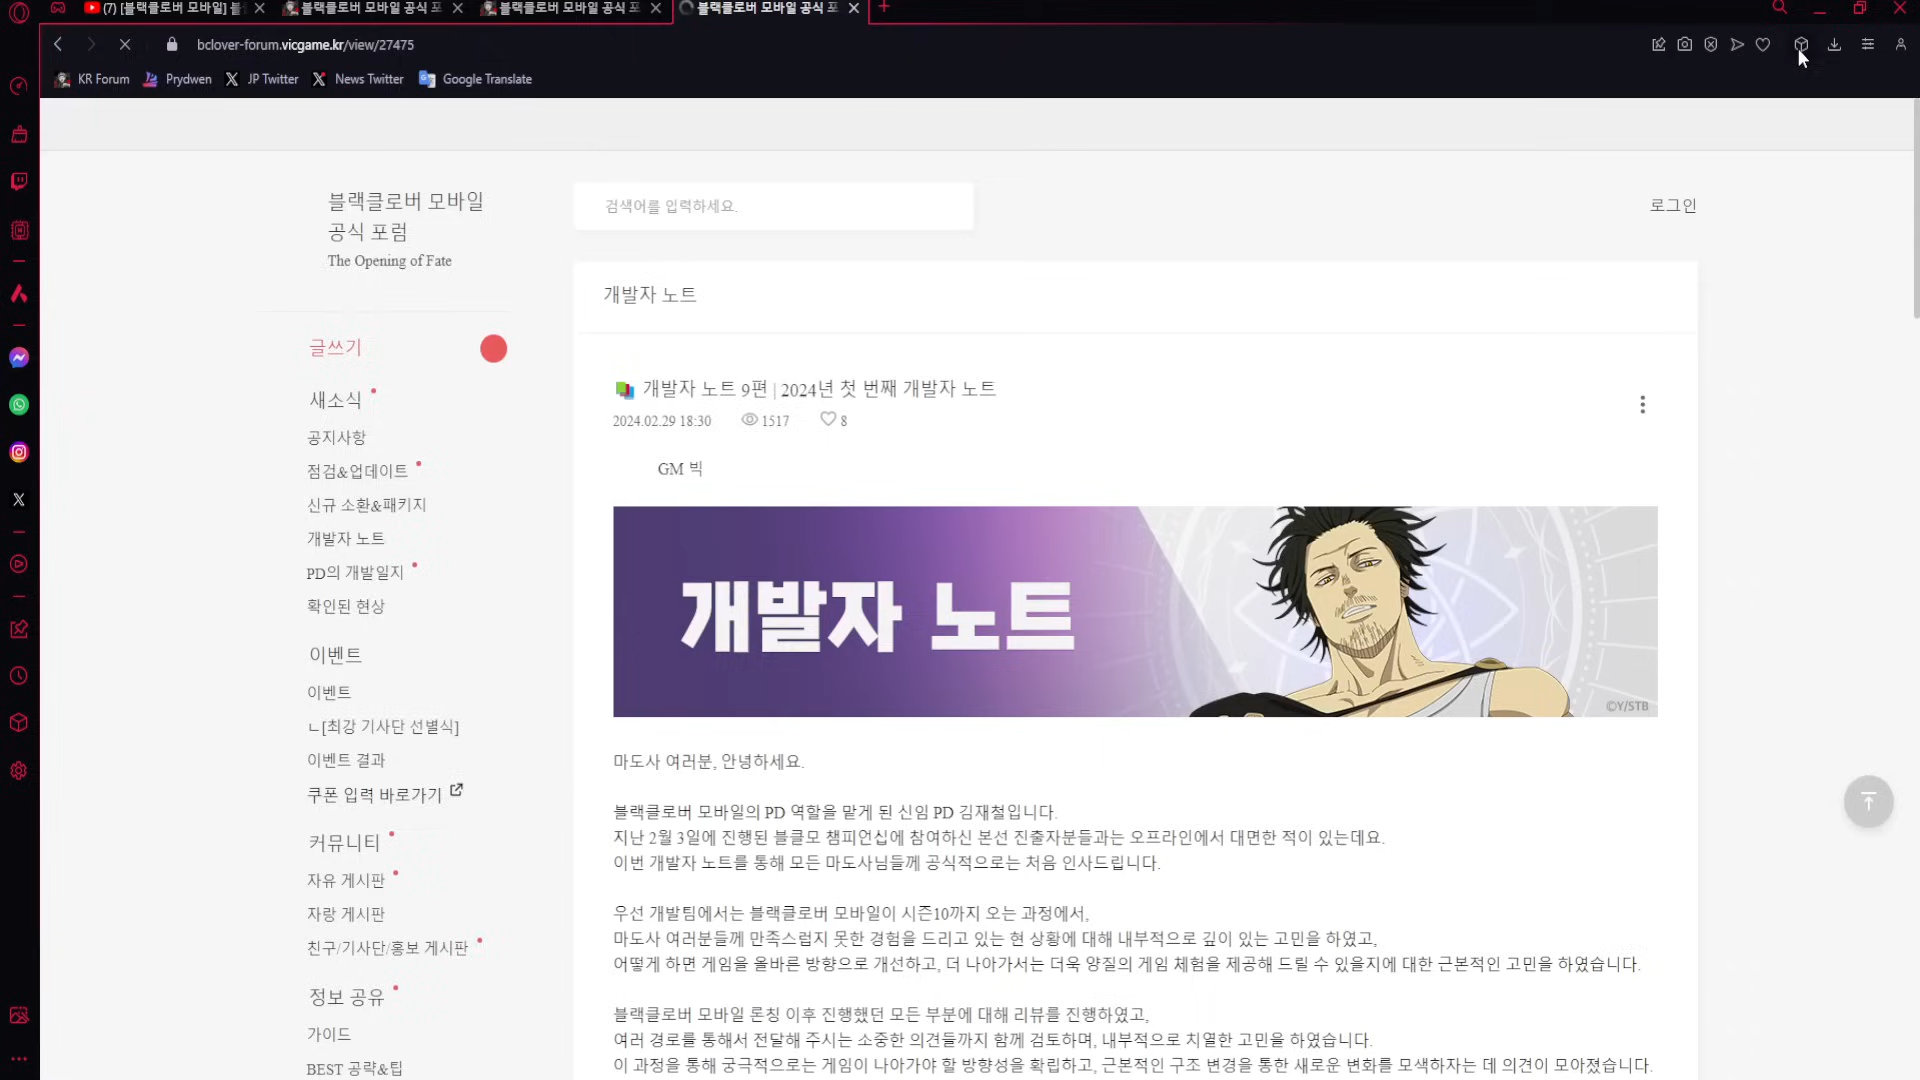 (7) [블랙클로버 모바일] 블
블랙클로버 모바일 공식 포
블랙클로버 모바일 공식 포
블랙클로버 모바일 공식 포
bclover-forum.vicgame.kr/view/27475
KR Forum Prydwen JP Twitter News Twitter Google Translate
블랙클로버 모바일
공식 포럼
The Opening of Fate
검색어를 입력하세요.
로그인
글쓰기
새소식
공지사항
점검&업데이트
신규 소환&패키지
개발자 노트
PD의 개발일지
확인된 현상
이벤트
이벤트
ㄴ[최강 기사단 선별식]
이벤트 결과
쿠폰 입력 바로가기
커뮤니티
자유 게시판
자랑 게시판
친구/기사단/홍보 게시판
정보 공유
가이드
BEST 공략&팁
개발자 노트
개발자 노트 9편 | 2024년 첫 번째 개발자 노트
2024.02.29 18:30 1517 8
GM 빅
개발자 노트
©Y/STB
마도사 여러분, 안녕하세요.
블랙클로버 모바일의 PD 역할을 맡게 된 신임 PD 김재철입니다.
지난 2월 3일에 진행된 블클모 챔피언십에 참여하신 본선 진출자분들과는 오프라인에서 대면한 적이 있는데요.
이번 개발자 노트를 통해 모든 마도사님들께 공식적으로는 처음 인사드립니다.
우선 개발팀에서는 블랙클로버 모바일이 시즌10까지 오는 과정에서,
마도사 여러분들께 만족스럽지 못한 경험을 드리고 있는 현 상황에 대해 내부적으로 깊이 있는 고민을 하였고,
어떻게 하면 게임을 올바른 방향으로 개선하고, 더 나아가서는 더욱 양질의 게임 체험을 제공해 드릴 수 있을지에 대한 근본적인 고민을 하였습니다.
블랙클로버 모바일 론칭 이후 진행했던 모든 부분에 대해 리뷰를 진행하였고,
여러 경로를 통해서 전달해 주시는 소중한 의견들까지 함께 검토하며, 내부적으로 치열한 고민을 하였습니다.
이 과정을 통해 궁극적으로는 게임이 나아가야 할 방향성을 확립하고, 근본적인 구조 변경을 통한 새로운 변화를 모색하자는 데 의견이 모아졌습니다.